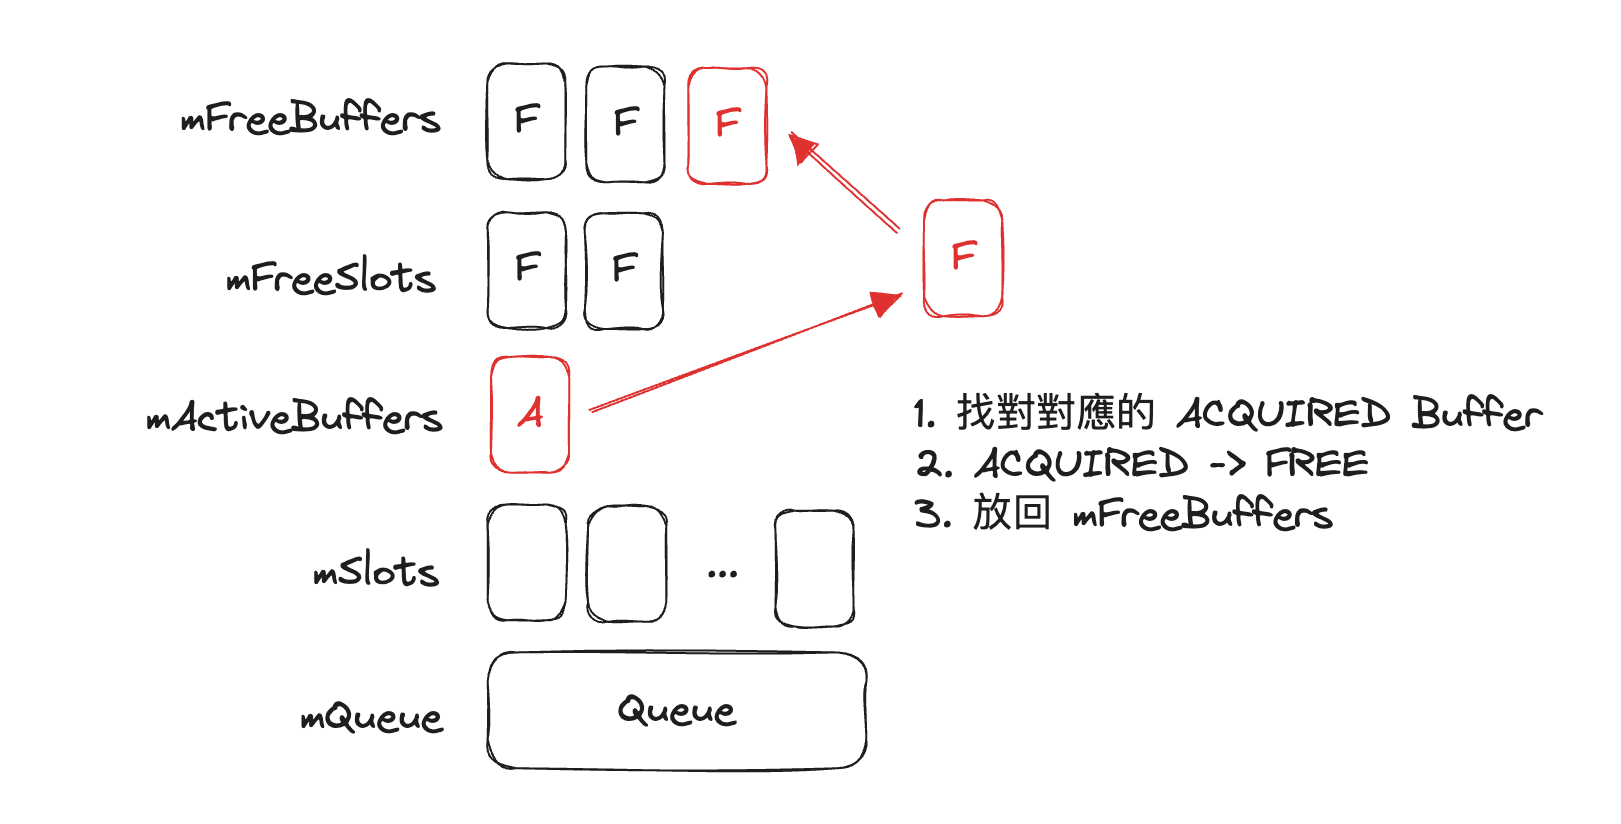 mFreeBuffers
F F F
F
mFreeSlots
F F
mActiveBuffers
A
1. 找對對應的 ACQUIRED Buffer
2. ACQUIRED -> FREE
3. 放回 mFreeBuffers
mSlots
...
mQueue
Queue